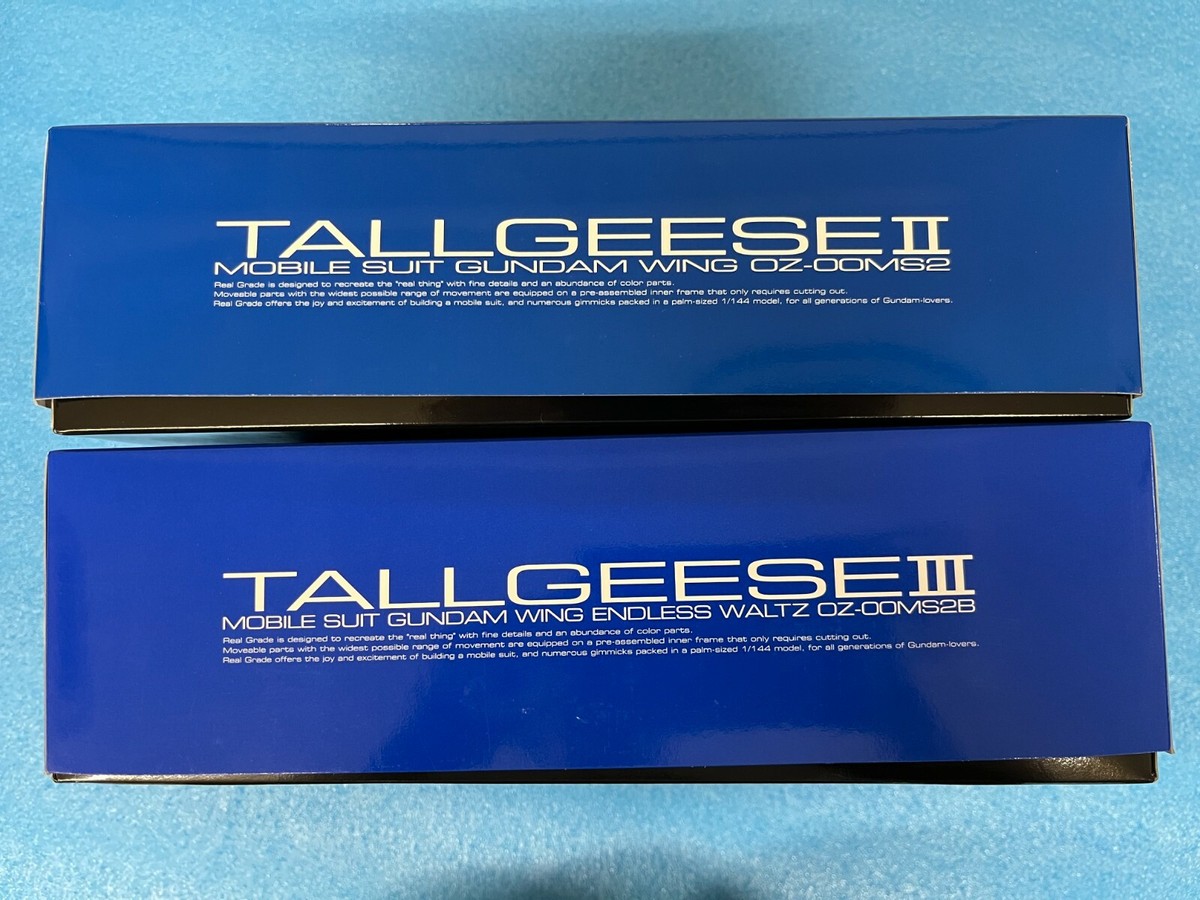 TALLGEESE II
MOBILE SUIT GUNDAM WING OZ-00MS2
Real Grade is designed to recreate the "real thing" with fine details and an abundance of color parts.
Moveable parts with the widest possible range of movement are equipped on a pre-assembled inner frame that only requires cutting out.
Real Grade offers the joy and excitement of building a mobile suit, and numerous gimmicks packed in a palm-sized 1/144 model, for all generations of Gundam-lovers.
TALLGEESE III
MOBILE SUIT GUNDAM WING ENDLESS WALTZ OZ-00MS2B
Real Grade is designed to recreate the "real thing" with fine details and an abundance of color parts.
Moveable parts with the widest possible range of movement are equipped on a pre-assembled inner frame that only requires cutting out.
Real Grade offers the joy and excitement of building a mobile suit, and numerous gimmicks packed in a palm-sized 1/144 model, for all generations of Gundam-lovers.